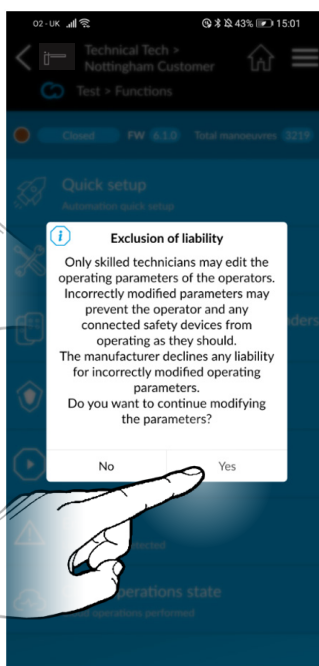 02-UK 43% 15:01
Technical Tech >
Nottingham Customer
Test > Functions
Closed FW 6.1.0 Total manoeuvres 3219
Quick setup
Automation quick setup
Exclusion of liability
Only skilled technicians may edit the
operating parameters of the operators.
Incorrectly modified parameters may
prevent the operator and any
connected safety devices from
operating as they should.
The manufacturer declines any liability
for incorrectly modified operating
parameters.
Do you want to continue modifying
the parameters?
No Yes
perations state
operations performed